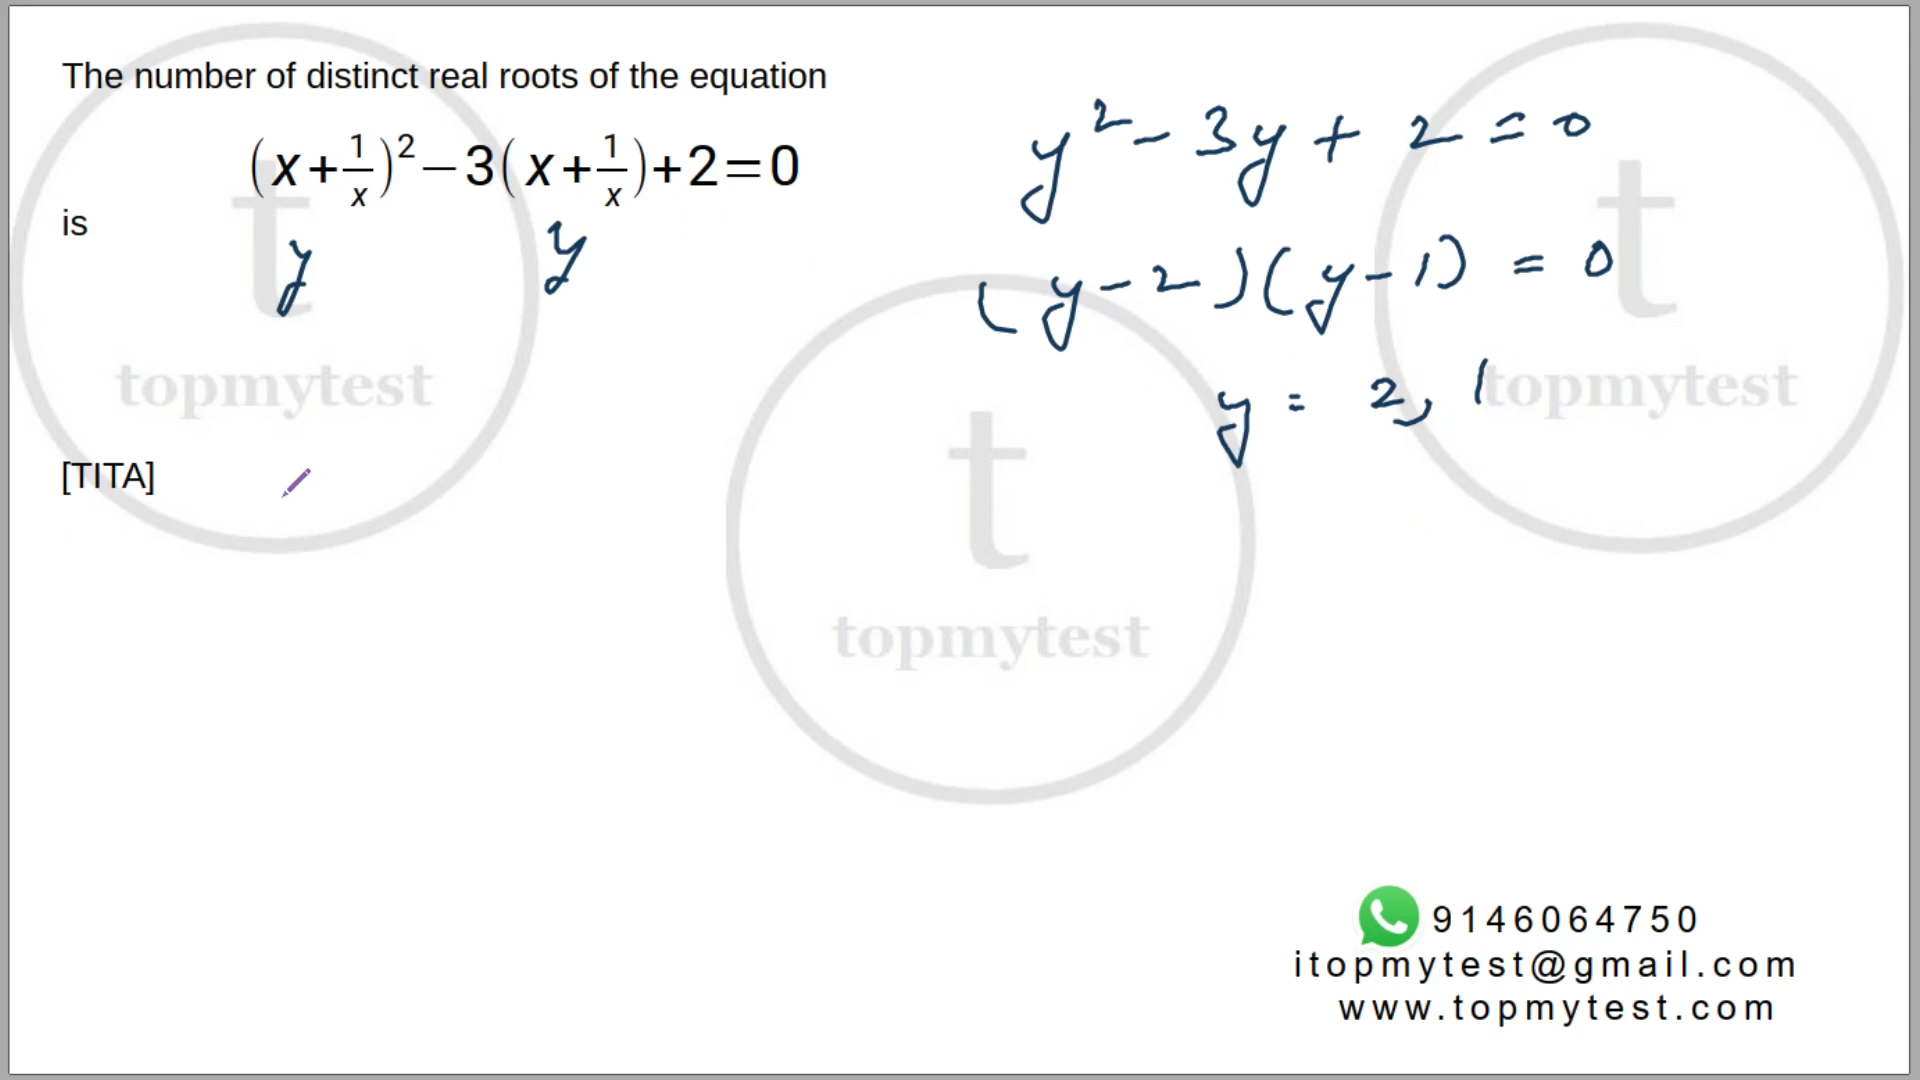 The number of distinct real roots of the equation
(x+1/x)²−3(x+1/x)+2=0
is
y y
[TITA]
y² − 3y + 2 = 0
(y−2)(y−1) = 0
y = 2, 1
t
topmytest
t
topmytest
t
topmytest
9146064750
itopmytest@gmail.com
www.topmytest.com